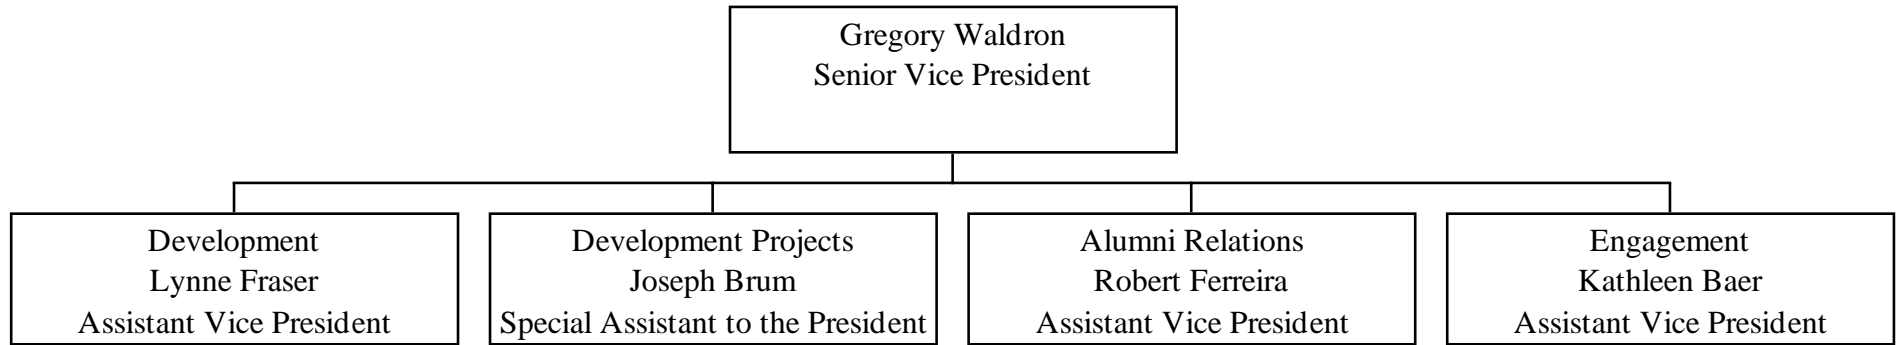 Gregory Waldron
Senior Vice President
Development
Lynne Fraser
Assistant Vice President
Development Projects
Joseph Brum
Special Assistant to the President
Alumni Relations
Robert Ferreira
Assistant Vice President
Engagement
Kathleen Baer
Assistant Vice President